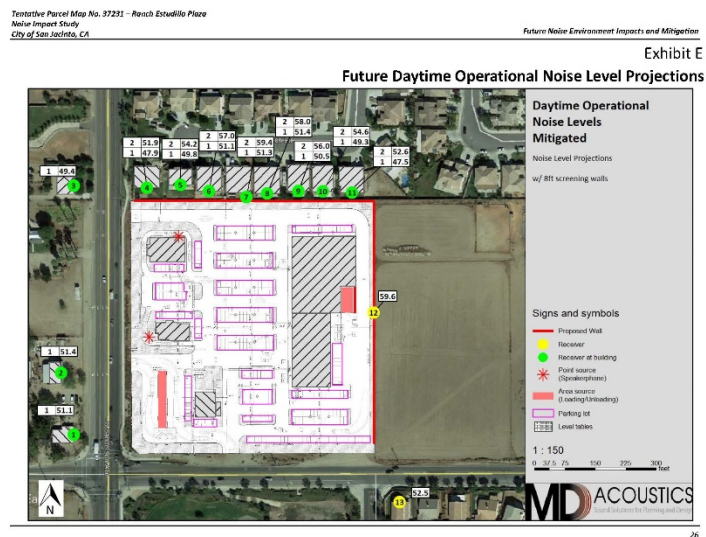 Tentative Parcel Map No. 37231 – Ranch Estudillo Plaza
Noise Impact Study
City of San Jacinto, CA
Future Noise Environment Impacts and Mitigation
Exhibit E
Future Daytime Operational Noise Level Projections
Daytime Operational
Noise Levels
Mitigated
Noise Level Projections
w/ 8ft screening walls
2 51.9
1 47.9
2 54.2
1 49.8
2 57.0
1 51.1
2 59.4
1 51.3
2 58.0
1 51.4
2 56.0
1 50.5
2 54.6
1 49.3
2 52.6
1 47.5
1 49.4
3
4
5
6
7
8
9
10
11
59.6
12
1 51.4
2
1 51.1
1
52.5
13
N
Signs and symbols
Proposed Wall
Receiver
Receiver at building
Point source
(Speakerphone)
Area source
(Loading/Unloading)
Parking lot
Level tables
1 : 150
0 37.5 75 150 225 300
feet
MD ACOUSTICS
Sound Solutions for Planning and Design
26